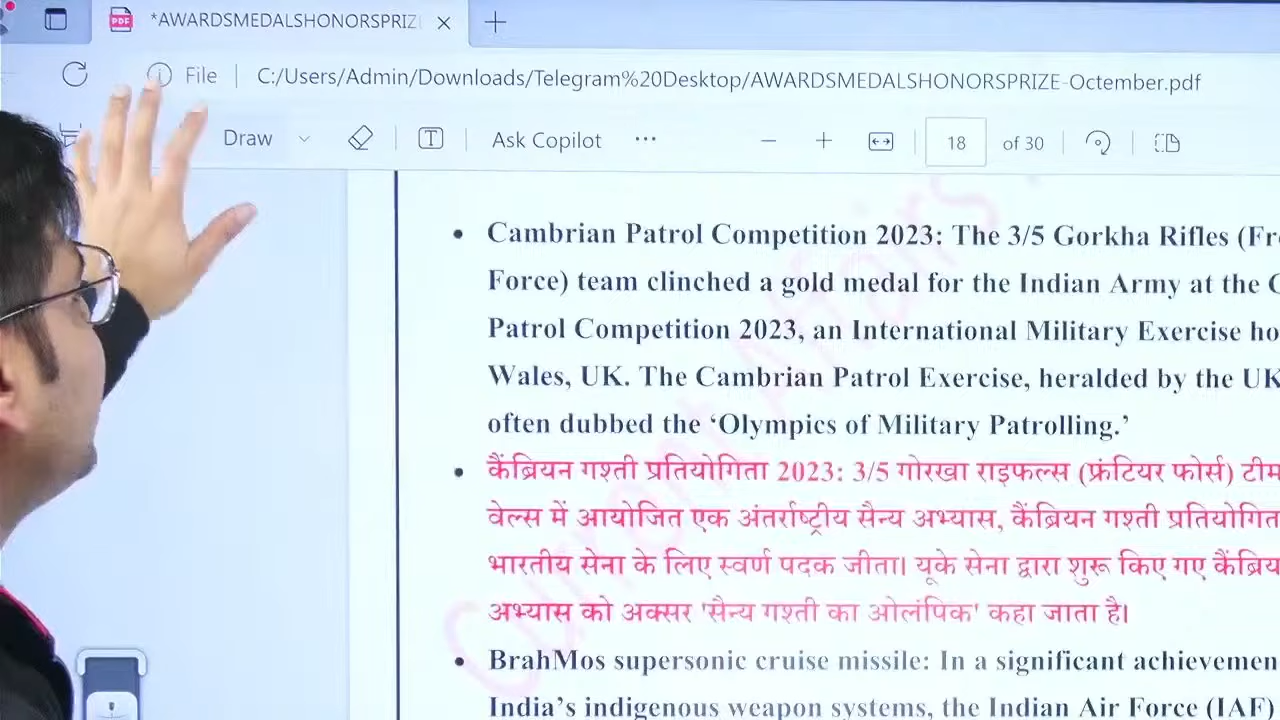 *AWARDSMEDALSHONORSPRIZ
File
C:/Users/Admin/Downloads/Telegram%20Desktop/AWARDSMEDALSHONORSPRIZE-Octember.pdf
Draw
T
Ask Copilot
18 of 30
Cambrian Patrol Competition 2023: The 3/5 Gorkha Rifles (Fr
Force) team clinched a gold medal for the Indian Army at the
Patrol Competition 2023, an International Military Exercise ho
Wales, UK. The Cambrian Patrol Exercise, heralded by the UK
often dubbed the ‘Olympics of Military Patrolling.’
कैंब्रियन गश्ती प्रतियोगिता 2023: 3/5 गोरखा राइफल्स (फ्रंटियर फोर्स) टीम
वेल्स में आयोजित एक अंतर्राष्ट्रीय सैन्य अभ्यास, कैंब्रियन गश्ती प्रतियोगित
भारतीय सेना के लिए स्वर्ण पदक जीता। यूके सेना द्वारा शुरू किए गए कैंब्रिय
अभ्यास को अक्सर 'सैन्य गश्ती का ओलंपिक' कहा जाता है।
BrahMos supersonic cruise missile: In a significant achievemen
India’s indigenous weapon systems, the Indian Air Force (IAF)
Current Affairs